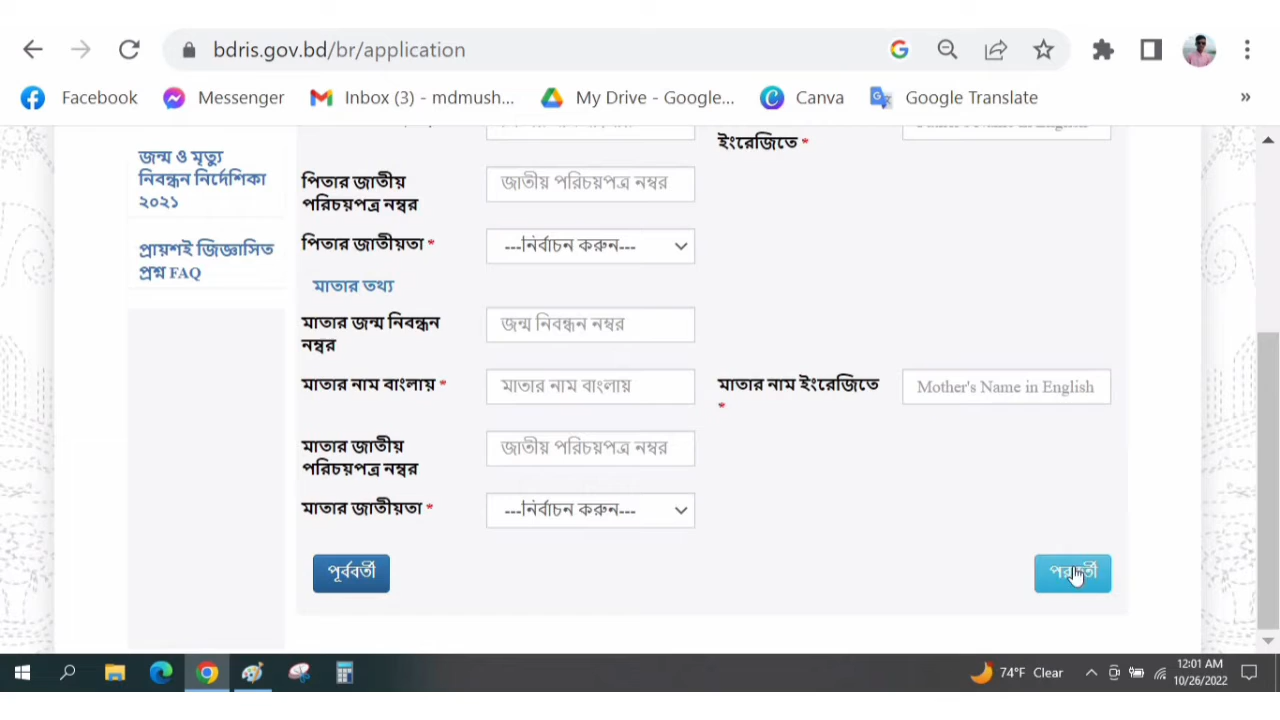 bdris.gov.bd/br/application
Facebook Messenger Inbox (3) - mdmush... My Drive - Google... Canva Google Translate »
জন্ম ও মৃত্যু
নিবন্ধন নির্দেশিকা
২০২১
প্রায়শই জিজ্ঞাসিত
প্রশ্ন FAQ
ইংরেজিতে *
পিতার জাতীয়
পরিচয়পত্র নম্বর
জাতীয় পরিচয়পত্র নম্বর
পিতার জাতীয়তা *
---নির্বাচন করুন---
মাতার তথ্য
মাতার জন্ম নিবন্ধন
নম্বর
জন্ম নিবন্ধন নম্বর
মাতার নাম বাংলায় *
মাতার নাম বাংলায়
মাতার নাম ইংরেজিতে
*
Mother's Name in English
মাতার জাতীয়
পরিচয়পত্র নম্বর
জাতীয় পরিচয়পত্র নম্বর
মাতার জাতীয়তা *
---নির্বাচন করুন---
পূর্ববর্তী
74°F Clear
12:01 AM
10/26/2022